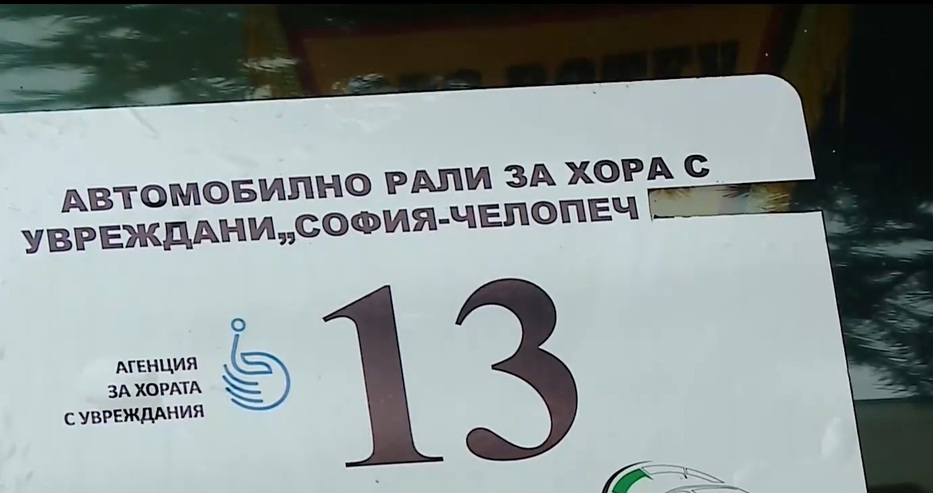 АВТОМОБИЛНО РАЛИ ЗА ХОРА С
УВРЕЖДАНИ„СОФИЯ-ЧЕЛОПЕЧ
13
АГЕНЦИЯ
ЗА ХОРАТА
С УВРЕЖДАНИЯ